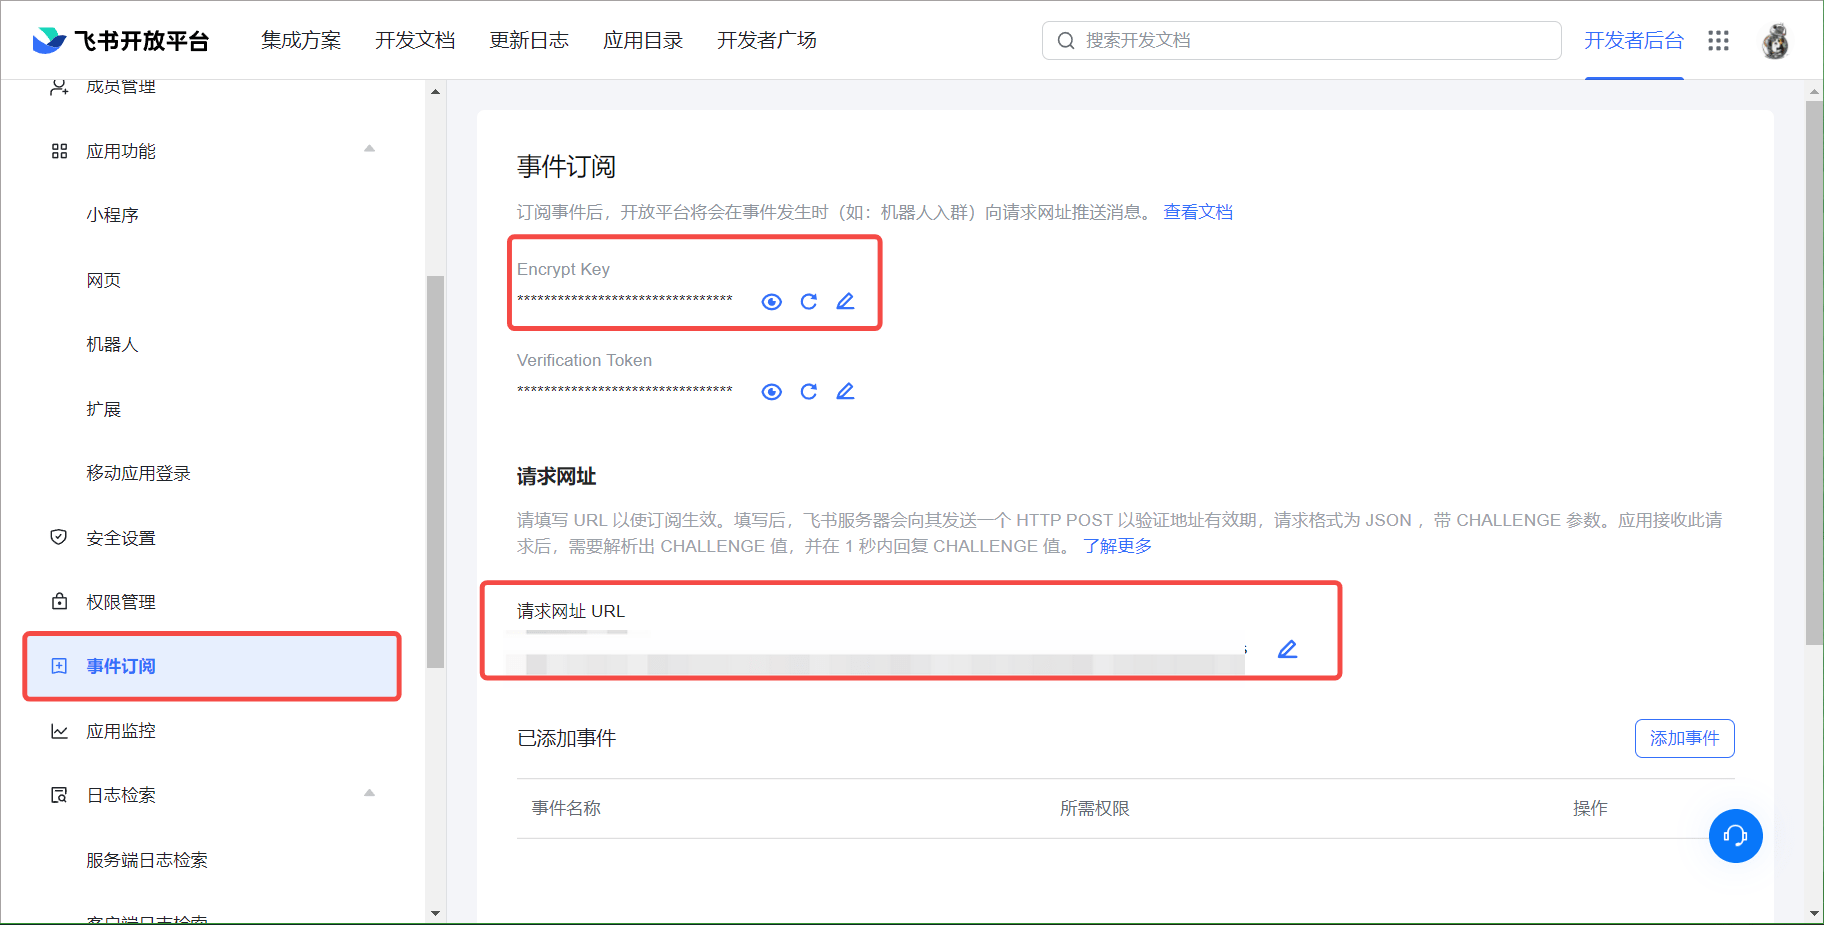 飞书开放平台
集成方案
开发文档
更新日志
应用目录
开发者广场
搜索开发文档
开发者后台
成员管理
应用功能
小程序
网页
机器人
扩展
移动应用登录
安全设置
权限管理
事件订阅
应用监控
日志检索
服务端日志检索
客户端日志检索
事件订阅
订阅事件后，开放平台将会在事件发生时（如：机器人入群）向请求网址推送消息。 查看文档
Encrypt Key
********************************
Verification Token
********************************
请求网址
请填写 URL 以使订阅生效。填写后，飞书服务器会向其发送一个 HTTP POST 以验证地址有效期，请求格式为 JSON ，带 CHALLENGE 参数。应用接收此请
求后，需要解析出 CHALLENGE 值，并在 1 秒内回复 CHALLENGE 值。 了解更多
请求网址 URL
已添加事件
添加事件
事件名称
所需权限
操作